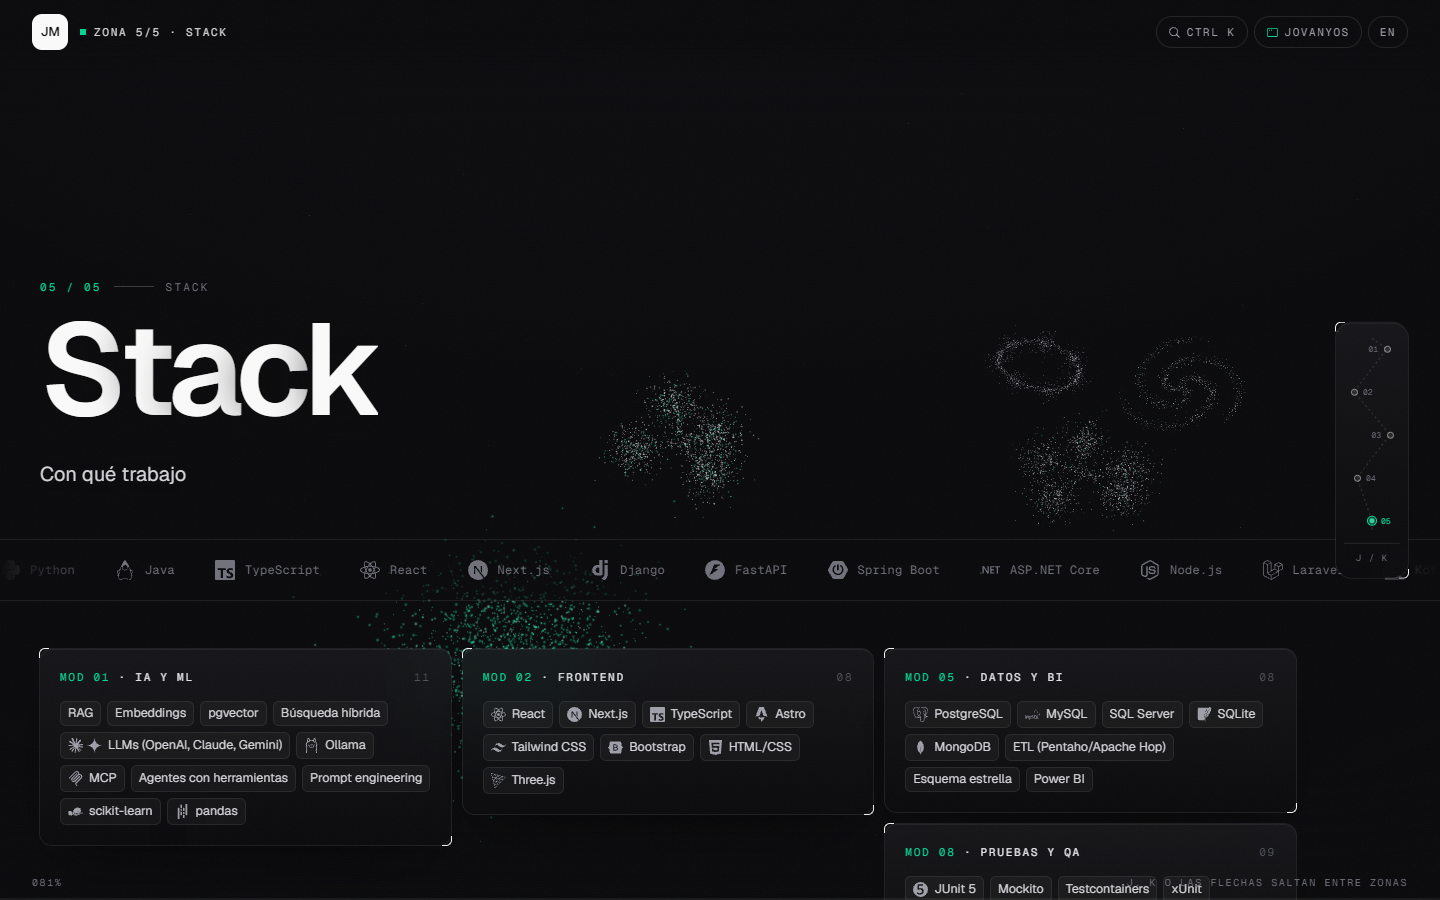 JM
ZONA 5/5 · STACK
CTRL K
JOVANYOS
EN
05 / 05 STACK
Stack
Con qué trabajo
01
02
03
04
05
J / K
Python Java TypeScript React Next.js Django FastAPI Spring Boot .NET ASP.NET Core Node.js
MOD 01 · IA Y ML 11
RAG Embeddings pgvector Búsqueda híbrida
LLMs (OpenAI, Claude, Gemini) Ollama
MCP Agentes con herramientas Prompt engineering
scikit-learn pandas
MOD 02 · FRONTEND 08
React Next.js TS TypeScript Astro
Tailwind CSS Bootstrap HTML/CSS
Three.js
MOD 05 · DATOS Y BI 08
PostgreSQL MySQL SQL Server SQLite
MongoDB ETL (Pentaho/Apache Hop)
Esquema estrella Power BI
MOD 08 · PRUEBAS Y QA 09
JUnit 5 Mockito Testcontainers xUnit
081%
K O LAS FLECHAS SALTAN ENTRE ZONAS